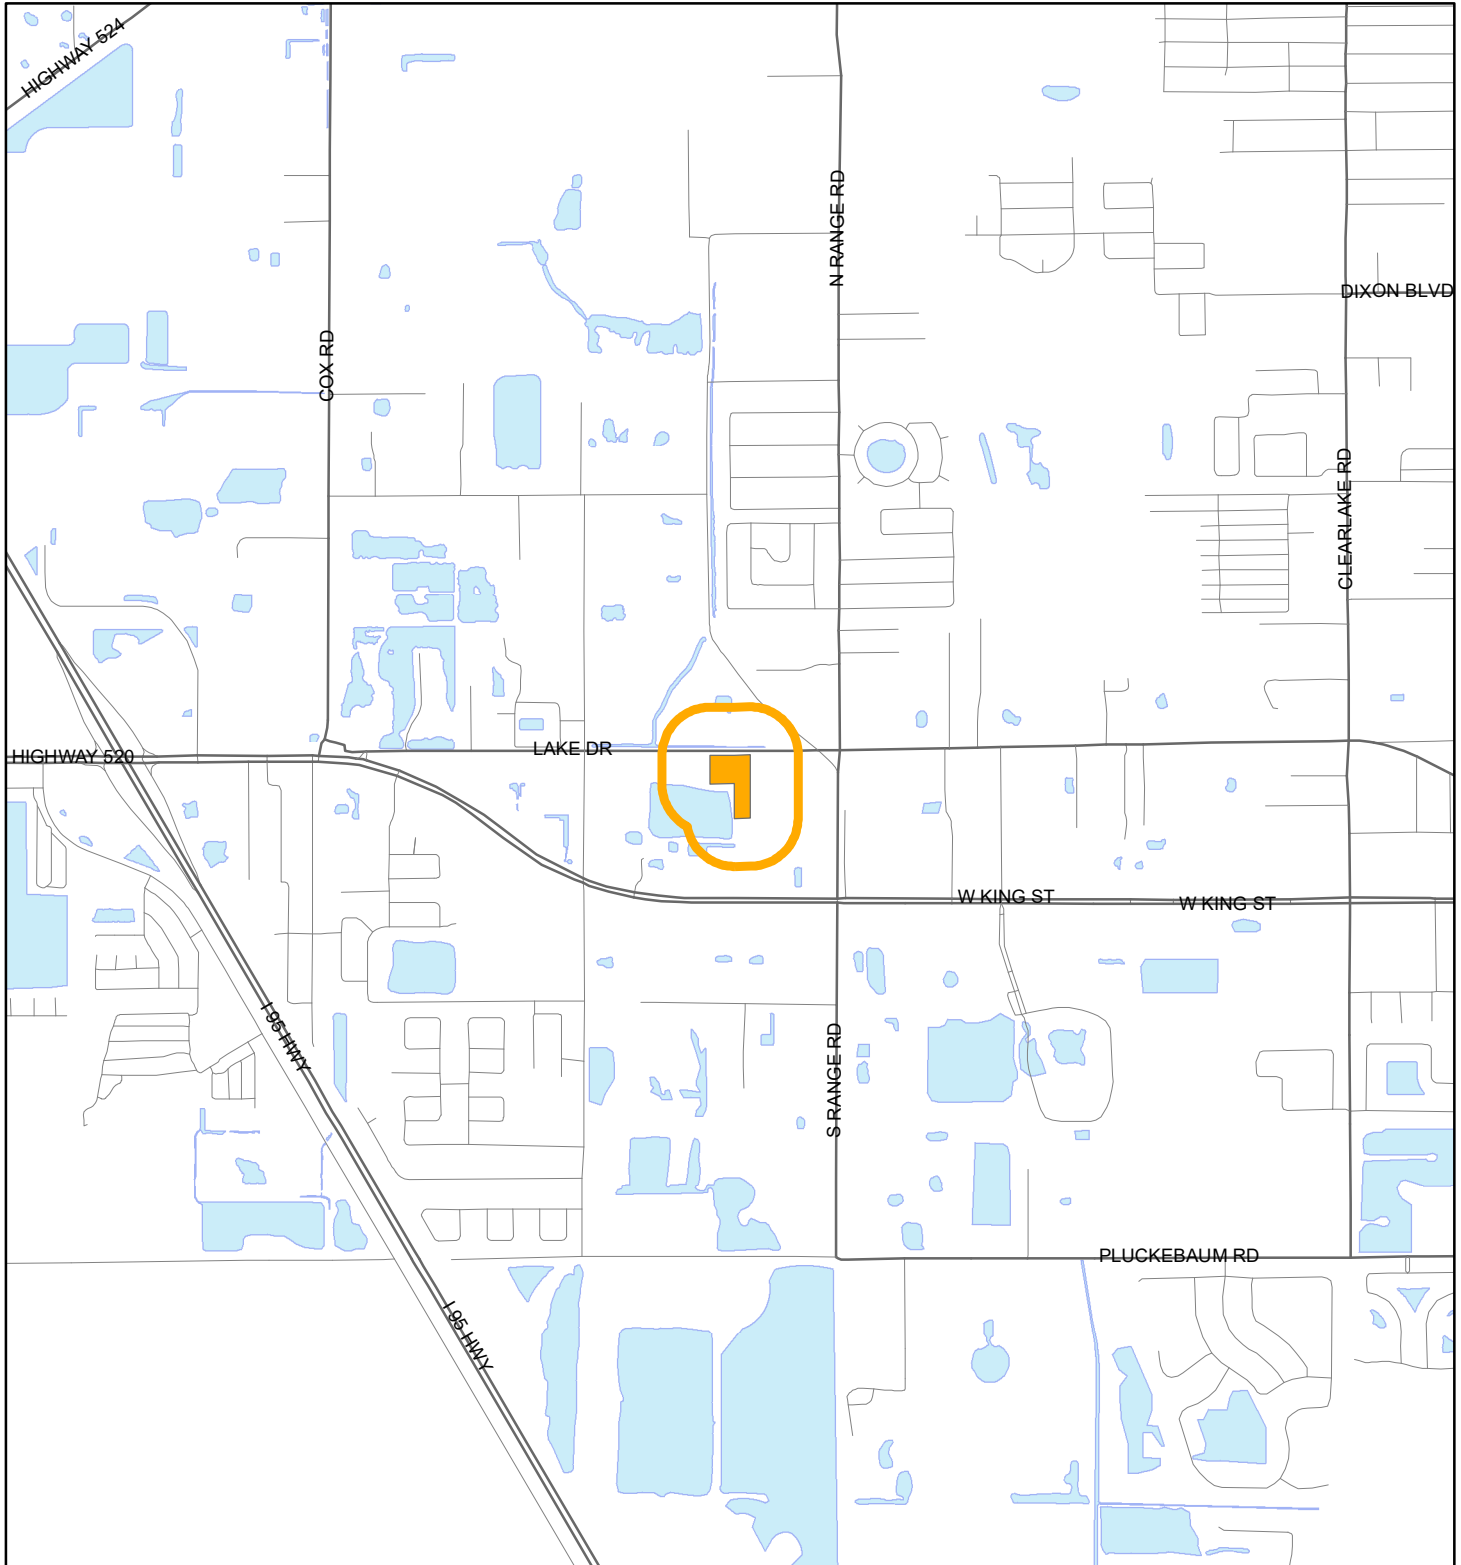 HIGHWAY 524
N RANGE RD
DIXON BLVD
COX RD
CLEARLAKE RD
LAKE DR
HIGHWAY 520
W KING ST
W KING ST
I 95 HWY
S RANGE RD
PLUCKEBAUM RD
I 95 HWY